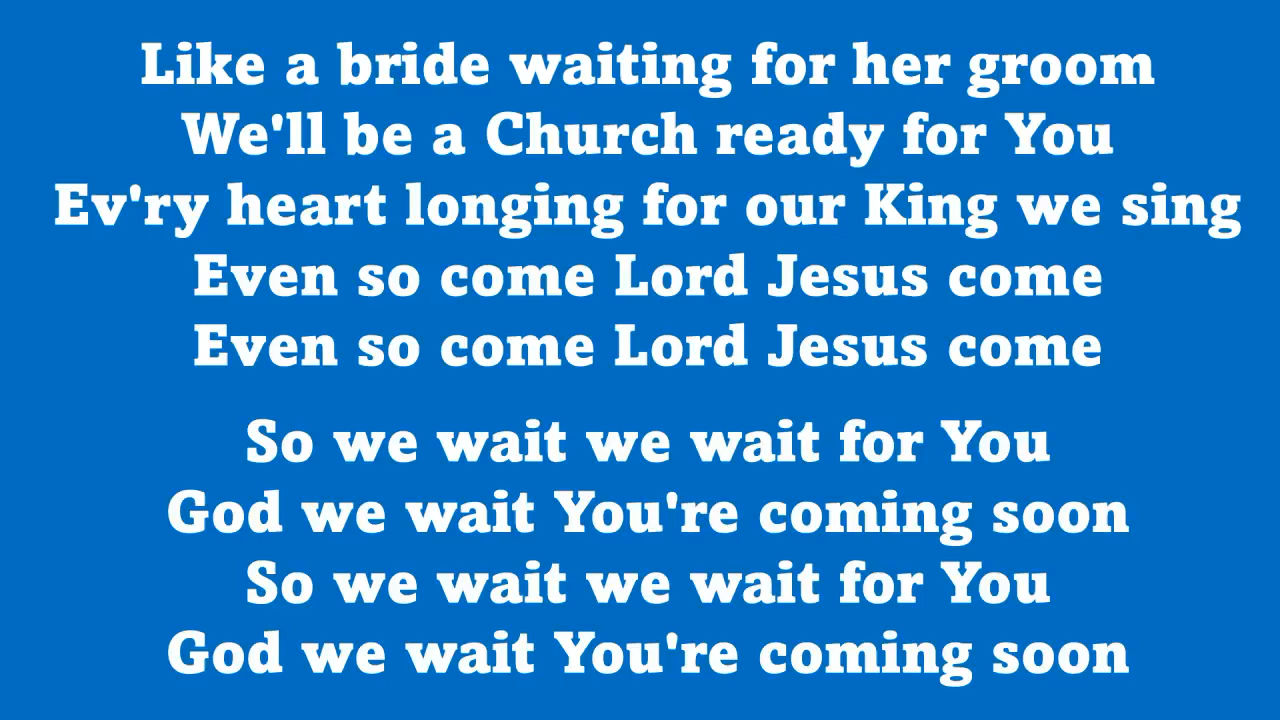 Like a bride waiting for her groom
We'll be a Church ready for You
Ev'ry heart longing for our King we sing
Even so come Lord Jesus come
Even so come Lord Jesus come
So we wait we wait for You
God we wait You're coming soon
So we wait we wait for You
God we wait You're coming soon